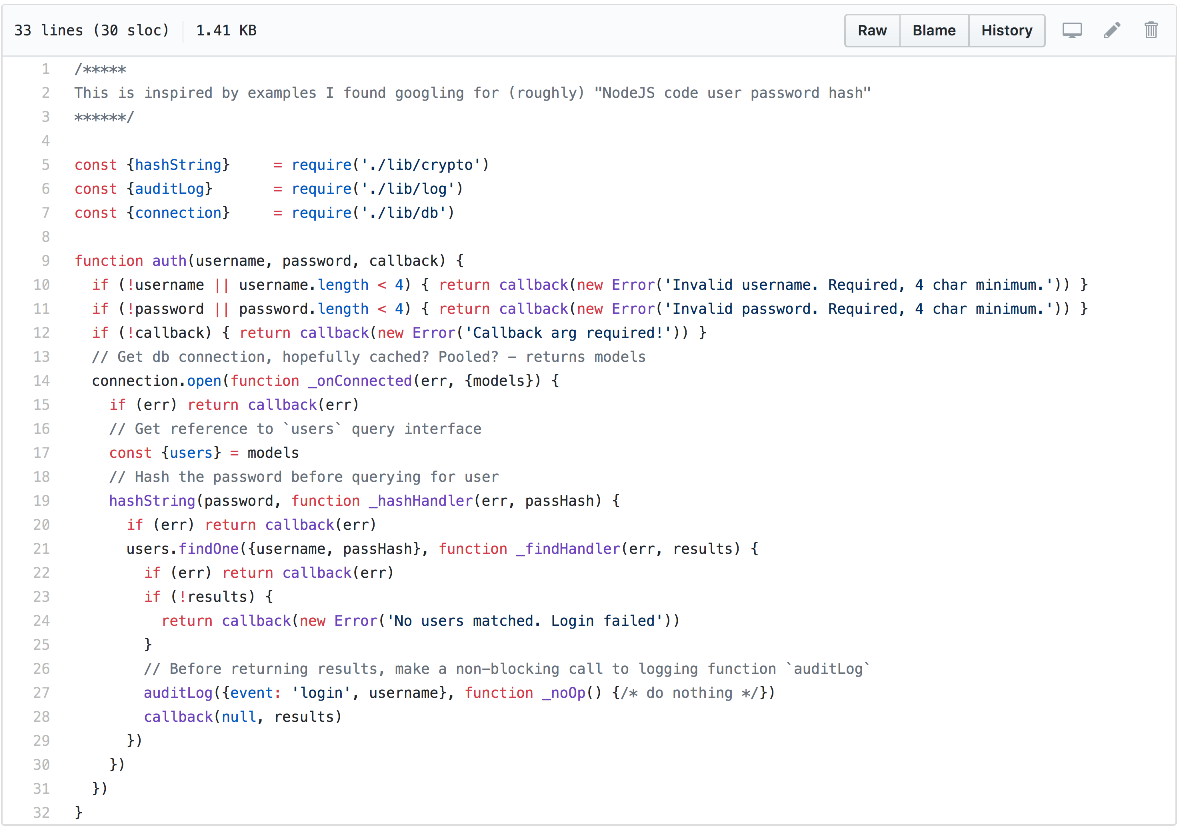 33 lines (30 sloc) 1.41 KB Raw Blame History
1 /*****
2 This is inspired by examples I found googling for (roughly) "NodeJS code user password hash"
3 ******/
4
5 const {hashString}     = require('./lib/crypto')
6 const {auditLog}       = require('./lib/log')
7 const {connection}     = require('./lib/db')
8
9 function auth(username, password, callback) {
10   if (!username || username.length < 4) { return callback(new Error('Invalid username. Required, 4 char minimum.')) }
11   if (!password || password.length < 4) { return callback(new Error('Invalid password. Required, 4 char minimum.')) }
12   if (!callback) { return callback(new Error('Callback arg required!')) }
13   // Get db connection, hopefully cached? Pooled? – returns models
14   connection.open(function _onConnected(err, {models}) {
15     if (err) return callback(err)
16     // Get reference to `users` query interface
17     const {users} = models
18     // Hash the password before querying for user
19     hashString(password, function _hashHandler(err, passHash) {
20       if (err) return callback(err)
21       users.findOne({username, passHash}, function _findHandler(err, results) {
22         if (err) return callback(err)
23         if (!results) {
24           return callback(new Error('No users matched. Login failed'))
25         }
26         // Before returning results, make a non-blocking call to logging function `auditLog`
27         auditLog({event: 'login', username}, function _noOp() {/* do nothing */})
28         callback(null, results)
29       })
30     })
31   })
32 }